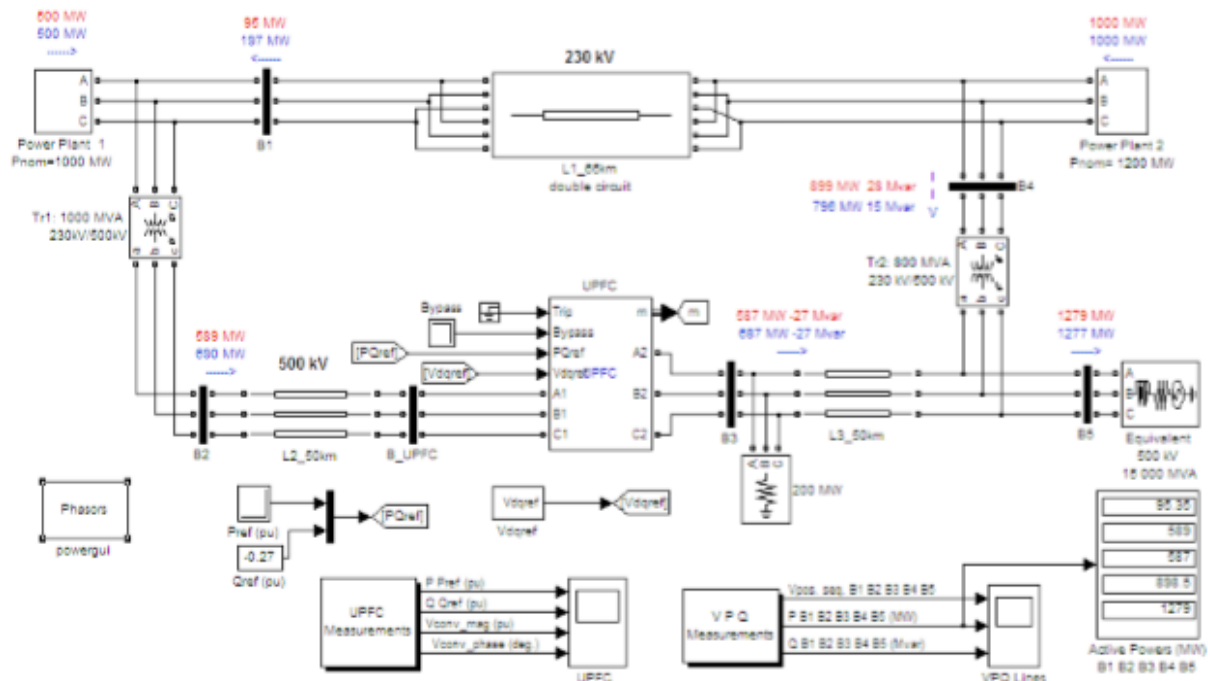 500 MW
500 MW
95 MW
197 MW
230 kV
1000 MW
1000 MW
A
B
C
Power Plant 1
Pnom=1000 MW
B1
L1_65km
double circuit
A
B
C
Power Plant 2
Pnom= 1200 MW
899 MW 28 Mvar
796 MW 15 Mvar
V
B4
A B C
Tr1: 1000 MVA
230kV/500kV
a b c
A B C
Tr2: 800 MVA
230 kV/500 kV
a b c
UPFC
Bypass
Trip
m
m
Bypass
[PQref]
PQref
[Vdqref]
Vdqref
UPFC
A1
B1
C1
A2
B2
C2
589 MW
690 MW
500 kV
587 MW -27 Mvar
687 MW -27 Mvar
1279 MW
1277 MW
B2
L2_50km
B_UPFC
B3
L3_50km
B5
A
B
C
Equivalent
500 kV
15 000 MVA
A B C
200 MW
Phasors
powergui
Pref (pu)
-0.27
Qref (pu)
[PQref]
Vdqref
Vdqref
[Vdqref]
UPFC
Measurements
P Pref (pu)
Q Qref (pu)
Vconv_mag (pu)
Vconv_phase (deg.)
UPFC
V P Q
Measurements
Vpos. seq. B1 B2 B3 B4 B5
P B1 B2 B3 B4 B5 (MW)
Q B1 B2 B3 B4 B5 (Mvar)
VPQ Lines
95.35
589
587
898.5
1279
Active Powers (MW)
B1 B2 B3 B4 B5